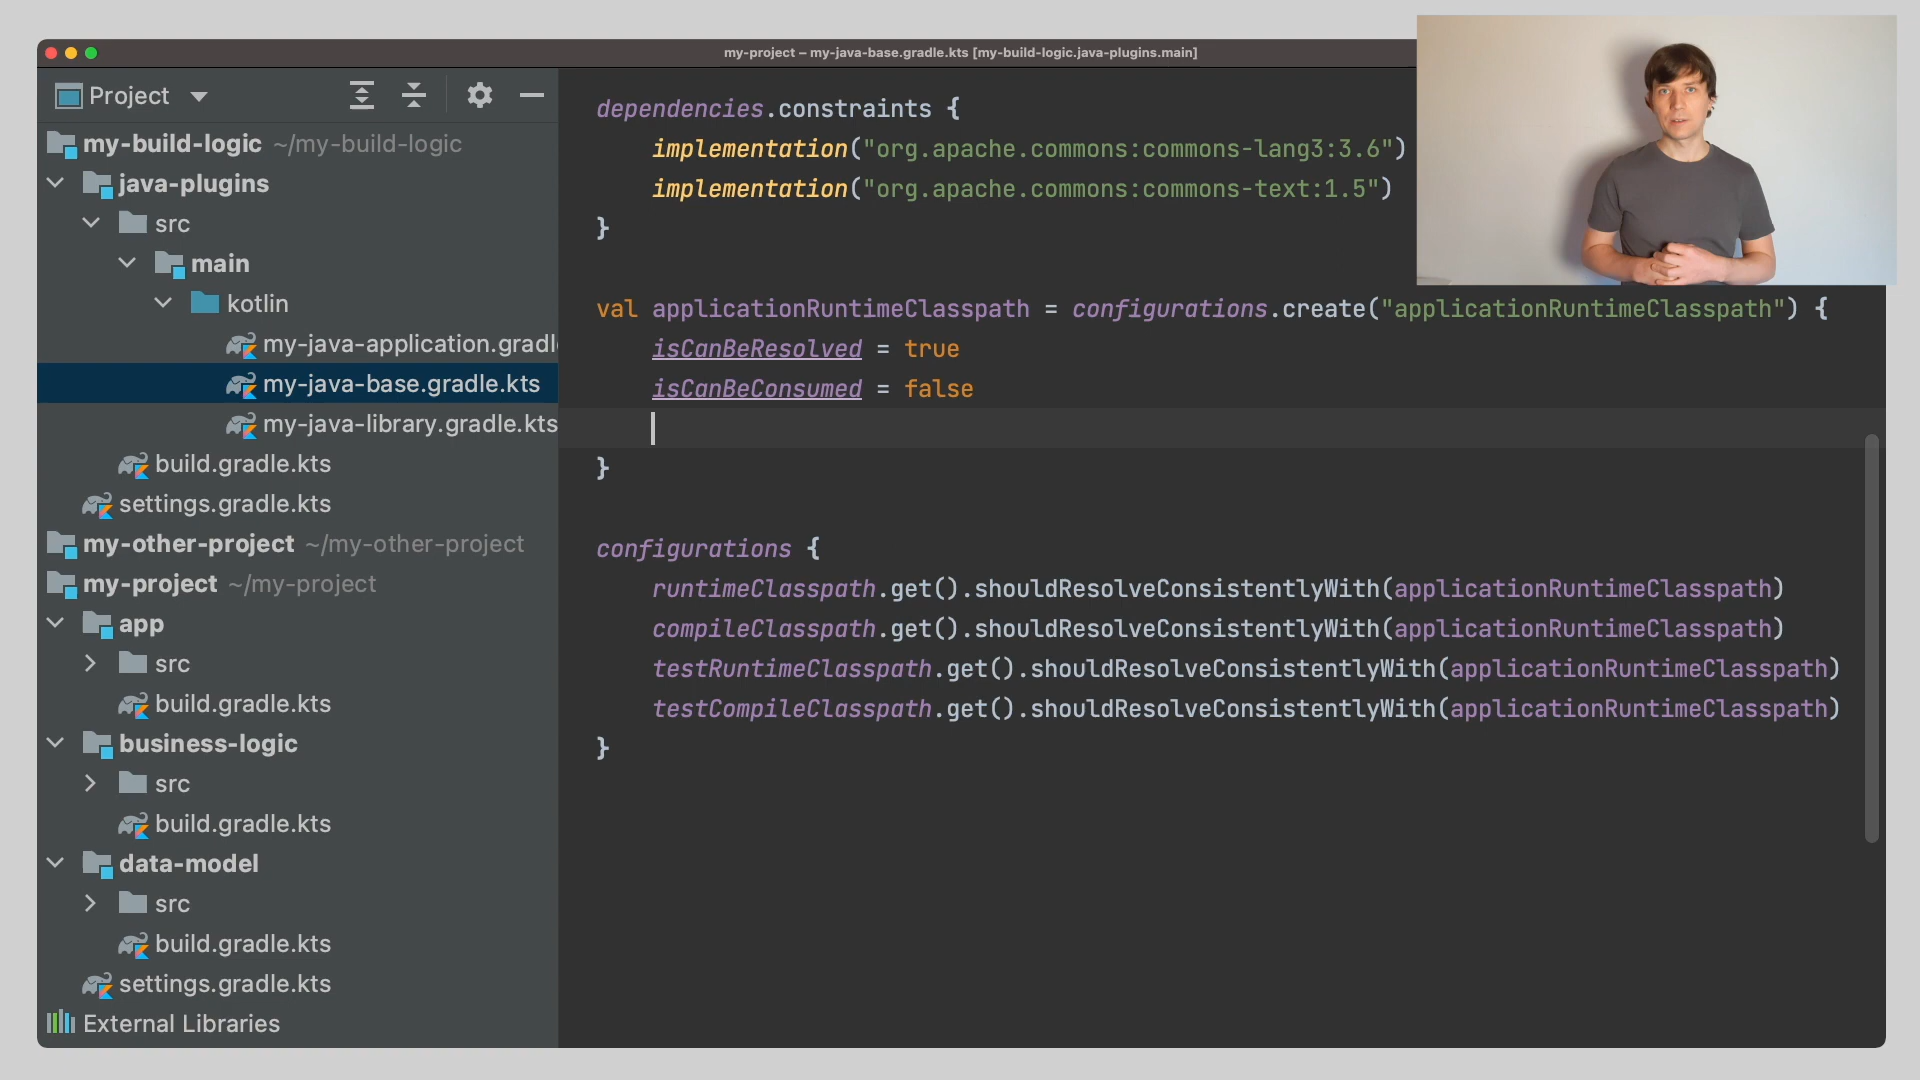 my-project – my-java-base.gradle.kts [my-build-logic.java-plugins.main]
Project
my-build-logic ~/my-build-logic
java-plugins
src
main
kotlin
my-java-application.gradl
my-java-base.gradle.kts
my-java-library.gradle.kts
build.gradle.kts
settings.gradle.kts
my-other-project ~/my-other-project
my-project ~/my-project
app
src
build.gradle.kts
business-logic
src
build.gradle.kts
data-model
src
build.gradle.kts
settings.gradle.kts
External Libraries
dependencies.constraints {
implementation("org.apache.commons:commons-lang3:3.6")
implementation("org.apache.commons:commons-text:1.5")
}
val applicationRuntimeClasspath = configurations.create("applicationRuntimeClasspath") {
isCanBeResolved = true
isCanBeConsumed = false
}
configurations {
runtimeClasspath.get().shouldResolveConsistentlyWith(applicationRuntimeClasspath)
compileClasspath.get().shouldResolveConsistentlyWith(applicationRuntimeClasspath)
testRuntimeClasspath.get().shouldResolveConsistentlyWith(applicationRuntimeClasspath)
testCompileClasspath.get().shouldResolveConsistentlyWith(applicationRuntimeClasspath)
}